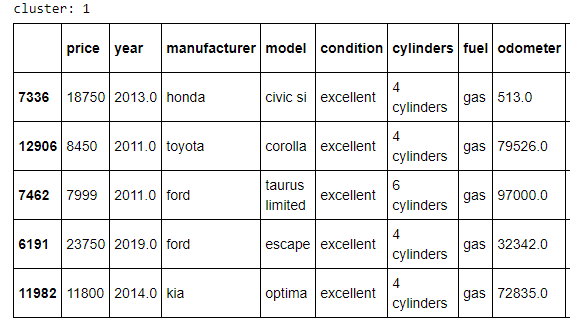 cluster: 1
price year manufacturer model condition cylinders fuel odometer
7336 18750 2013.0 honda civic si excellent 4 cylinders gas 513.0
12906 8450 2011.0 toyota corolla excellent 4 cylinders gas 79526.0
7462 7999 2011.0 ford taurus limited excellent 6 cylinders gas 97000.0
6191 23750 2019.0 ford escape excellent 4 cylinders gas 32342.0
11982 11800 2014.0 kia optima excellent 4 cylinders gas 72835.0